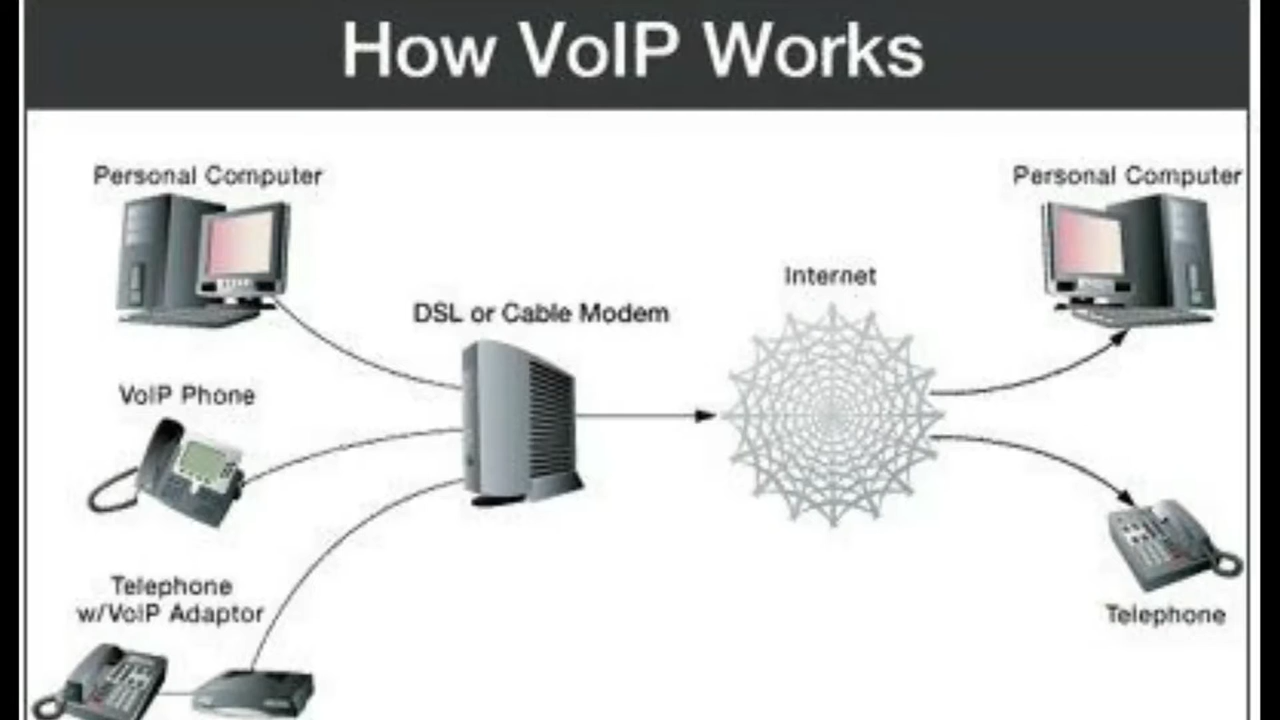 How VoIP Works
Personal Computer
Personal Computer
Internet
DSL or Cable Modem
VoIP Phone
Telephone
w/VoIP Adaptor
Telephone